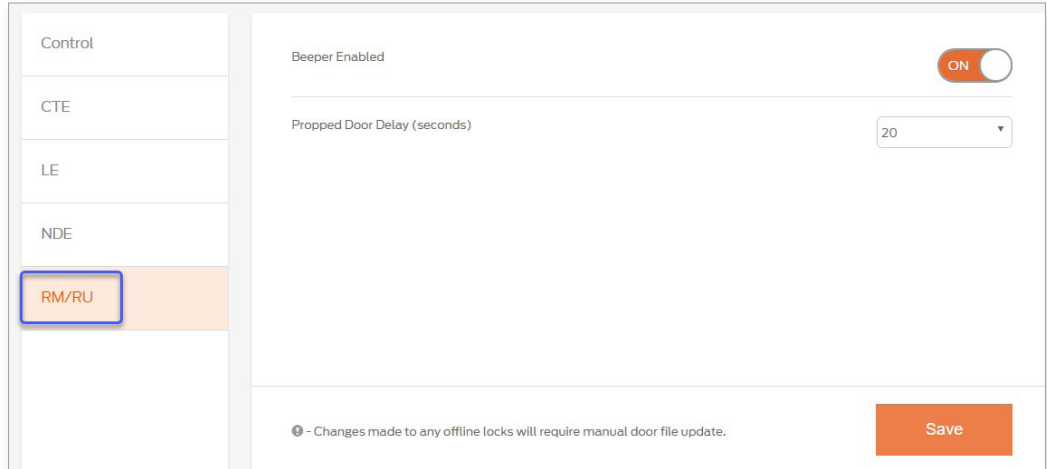 Control
CTE
LE
NDE
RM/RU
Beeper Enabled
ON
Propped Door Delay (seconds)
20
- Changes made to any offline locks will require manual door file update.
Save